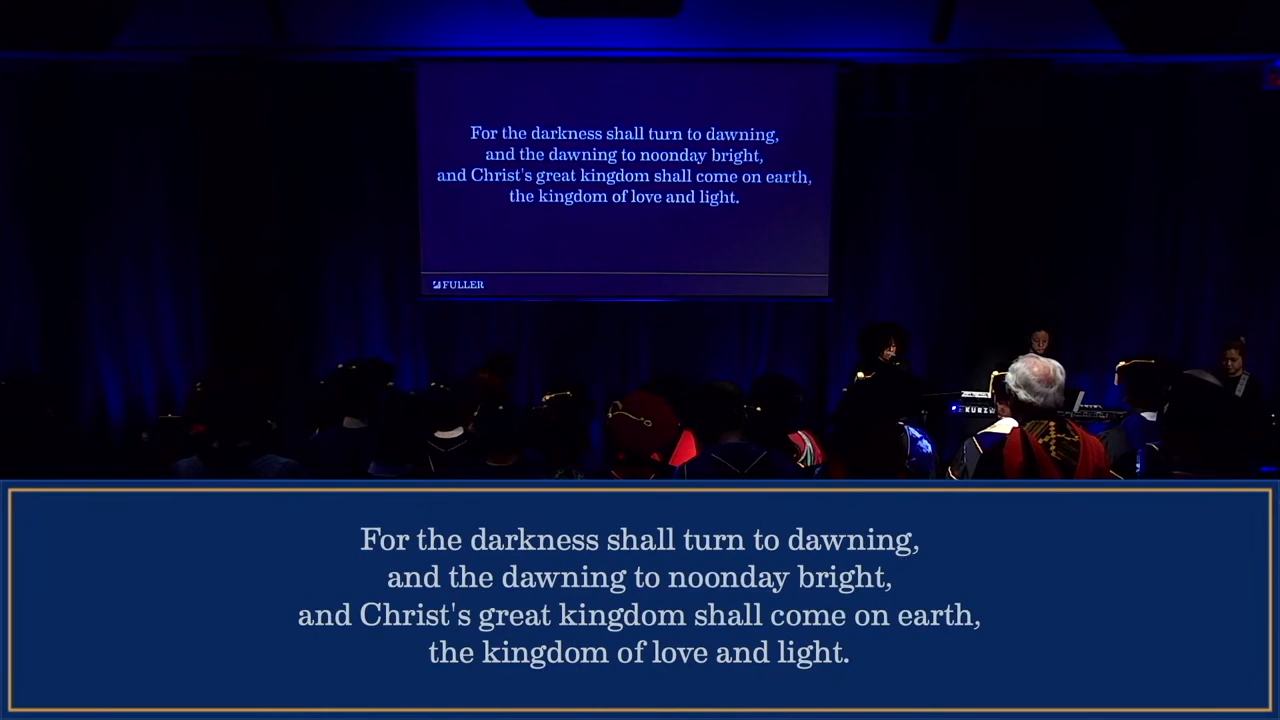 For the darkness shall turn to dawning,
and the dawning to noonday bright,
and Christ's great kingdom shall come on earth,
the kingdom of love and light.
FULLER
For the darkness shall turn to dawning,
and the dawning to noonday bright,
and Christ's great kingdom shall come on earth,
the kingdom of love and light.